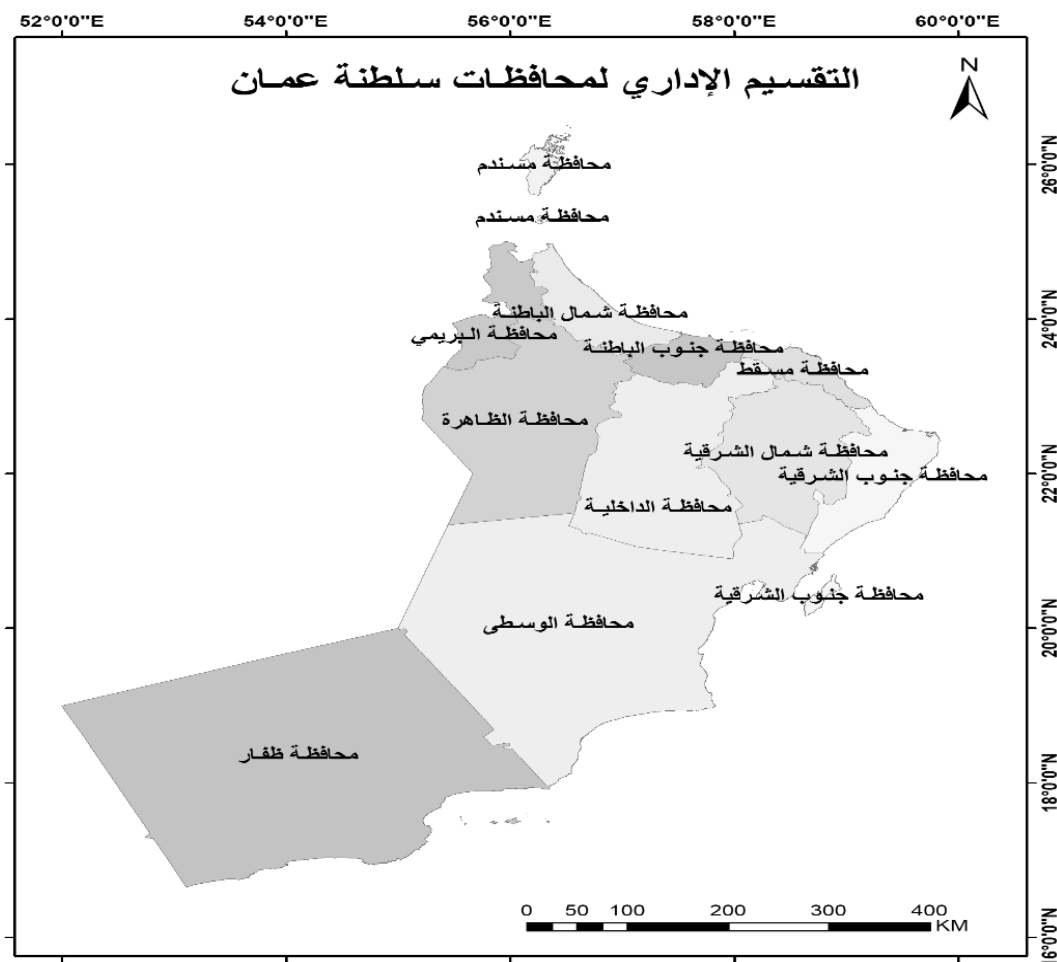 52°0'0"E
54°0'0"E
56°0'0"E
58°0'0"E
60°0'0"E
التقسيم الإداري لمحافظات سلطنة عمان
N
محافظة مسندم
26°0'0"N
محافظة مسندم
محافظة شمال الباطنة
24°0'0"N
محافظة البريمي
محافظة جنوب الباطنة
محافظة مسقط
محافظة الظاهرة
محافظة شمال الشرقية
محافظة جنوب الشرقية
22°0'0"N
محافظة الداخلية
محافظة جنوب الشرقية
محافظة الوسطى
20°0'0"N
محافظة ظفار
18°0'0"N
0 50 100 200 300 400
KM
16°0'0"N